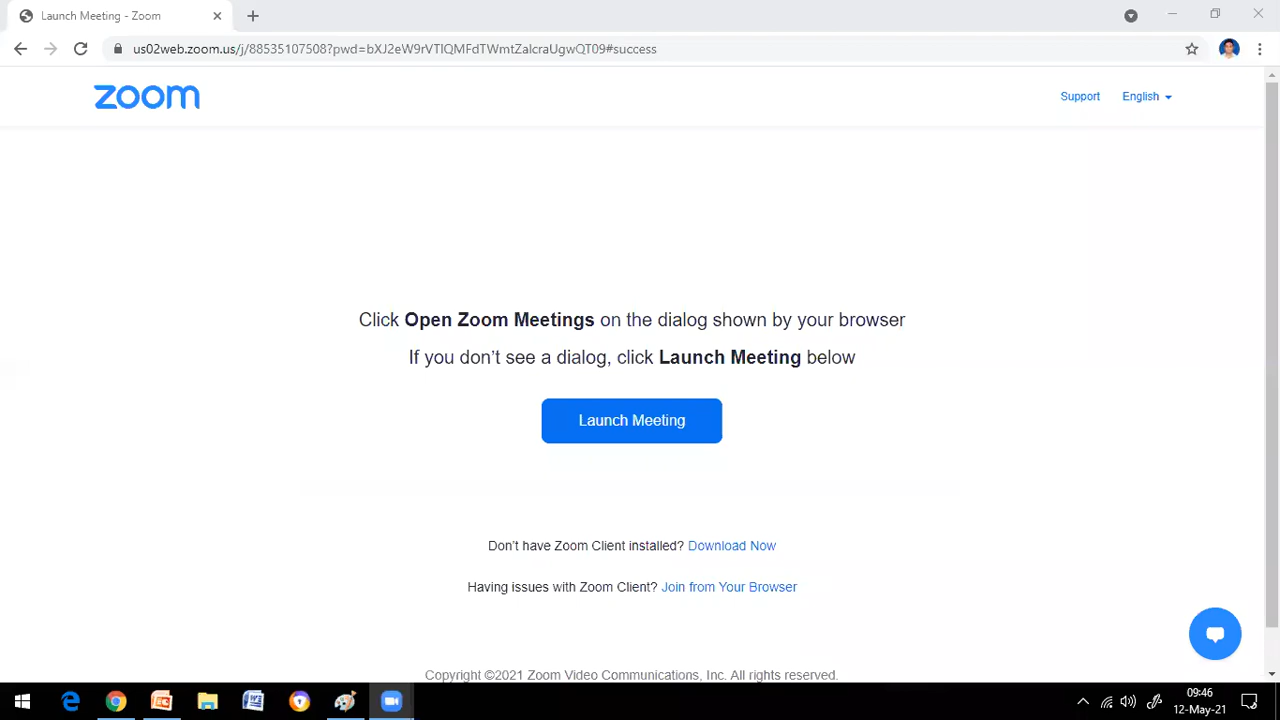 Launch Meeting - Zoom
us02web.zoom.us/j/88535107508?pwd=bXJ2eW9rVTlQMFdTWmtZalcraUgwQT09#success
zoom
Support
English
Click Open Zoom Meetings on the dialog shown by your browser
If you don’t see a dialog, click Launch Meeting below
Launch Meeting
Don’t have Zoom Client installed? Download Now
Having issues with Zoom Client? Join from Your Browser
Copyright ©2021 Zoom Video Communications, Inc. All rights reserved.
09:46
12-May-21